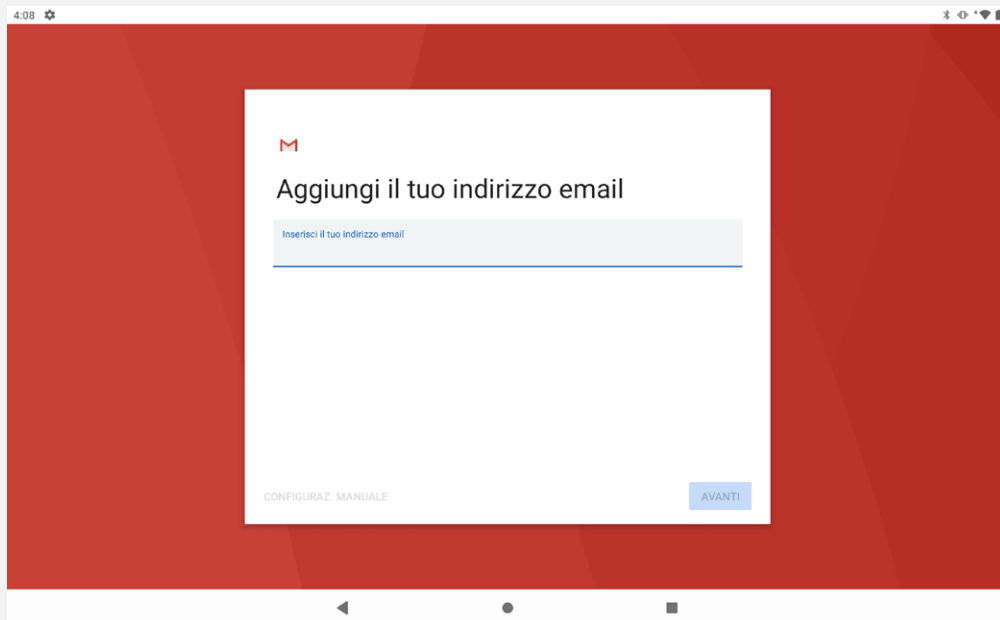 4:08
Aggiungi il tuo indirizzo email
Inserisci il tuo indirizzo email
CONFIGURAZ. MANUALE
AVANTI